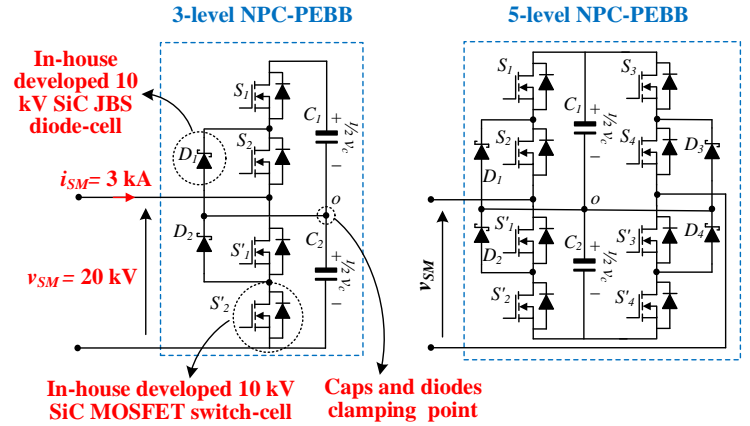 3-level NPC-PEBB
5-level NPC-PEBB
In-house
developed 10
kV SiC JBS
diode-cell
S1
S2
D1
C1
+
½ vc
−
iSM= 3 kA
o
D2
S'1
C2
+
½ vc
−
vSM = 20 kV
S'2
In-house developed 10 kV
SiC MOSFET switch-cell
Caps and diodes
clamping point
S1
S3
C1
+
½ vc
−
S2
S4
D1
D3
o
S'1
C2
+
½ vc
−
S'3
D2
D4
vSM
S'2
S'4